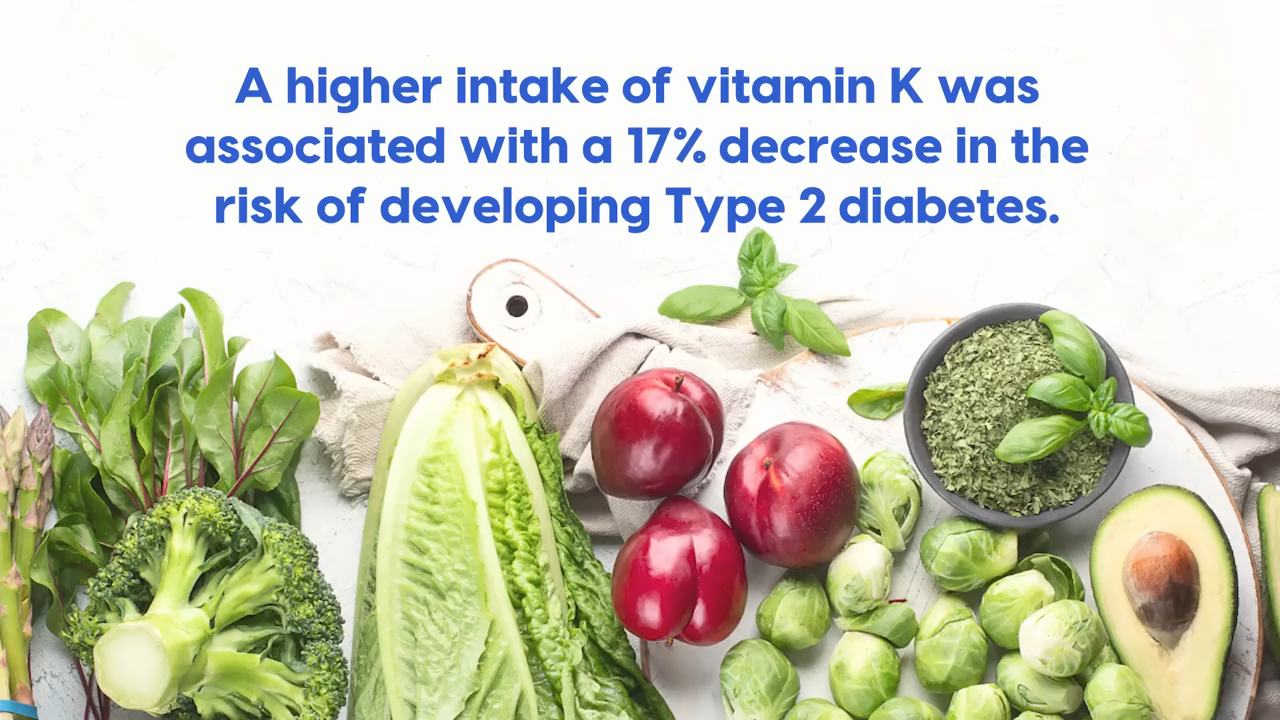 A higher intake of vitamin K was
associated with a 17% decrease in the
risk of developing Type 2 diabetes.